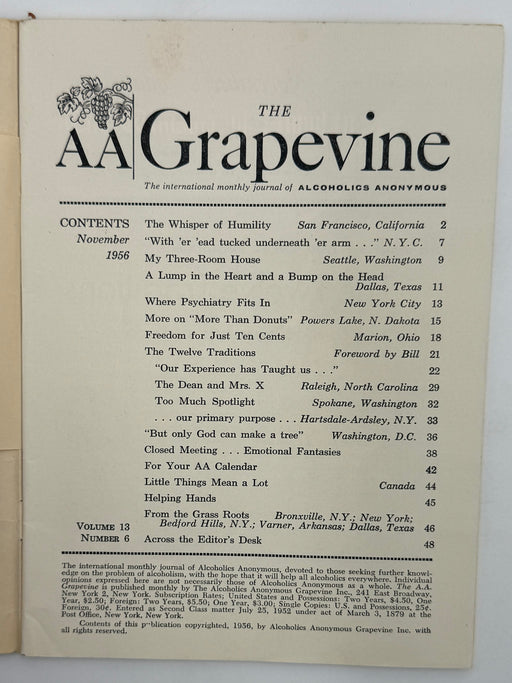 THE
AA Grapevine
The international monthly journal of ALCOHOLICS ANONYMOUS
CONTENTS
November
1956
The Whisper of Humility San Francisco, California 2
"With 'er 'ead tucked underneath 'er arm . . ." N. Y. C. 7
My Three-Room House Seattle, Washington 9
A Lump in the Heart and a Bump on the Head
Dallas, Texas 11
Where Psychiatry Fits In New York City 13
More on "More Than Donuts" Powers Lake, N. Dakota 15
Freedom for Just Ten Cents Marion, Ohio 18
The Twelve Traditions Foreword by Bill 21
"Our Experience has Taught us . . ." 22
The Dean and Mrs. X Raleigh, North Carolina 29
Too Much Spotlight Spokane, Washington 32
. . . our primary purpose . . . Hartsdale-Ardsley, N.Y. 33
"But only God can make a tree" Washington, D.C. 36
Closed Meeting . . . Emotional Fantasies 38
For Your AA Calendar 42
Little Things Mean a Lot Canada 44
Helping Hands 45
From the Grass Roots Bronxville, N.Y.; New York;
Bedford Hills, N.Y.; Varner, Arkansas; Dallas, Texas 46
Across the Editor's Desk 48
VOLUME 13
NUMBER 6
The international monthly journal of Alcoholics Anonymous, devoted to those seeking further knowl-
edge on the problem of alcoholism, with the hope that it will help all alcoholics everywhere. Individual
opinions expressed here are not necessarily those of Alcoholics Anonymous as a whole. The A.A.
Grapevine is published monthly by The Alcoholics Anonymous Grapevine Inc., 241 East Broadway,
New York 2, New York. Subscription Rates; United States and Possessions: Two Years, $4.50, One
Year, $2.50; Foreign: Two Years, $5.50; One Year, $3.00; Single Copies: U.S. and Possessions, 25¢.
Foreign, 30¢. Entered as Second Class matter July 25, 1952 under act of March 3, 1879 at the
Post Office, New York, New York.
Contents of this publication copyrighted, 1956, by Alcoholics Anonymous Grapevine Inc. with
all rights reserved.